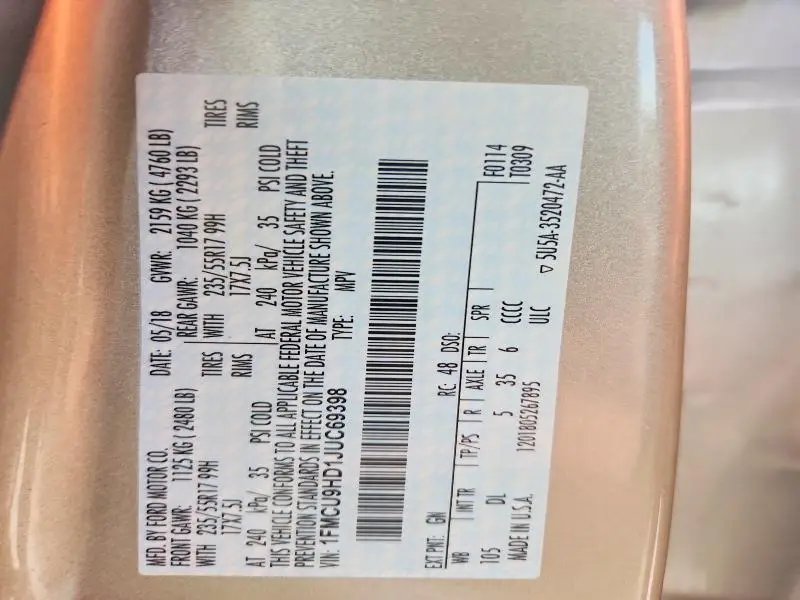 MFD. BY FORD MOTOR CO.
DATE: 05/18 GVWR: 2159 KG ( 4760 LB)
FRONT GAWR: 1125 KG ( 2480 LB) REAR GAWR: 1040 KG ( 2293 LB)
WITH 235/55R17 99H TIRES WITH 235/55R17 99H TIRES
17X7.5J RIMS 17X7.5J RIMS
AT 240 kPa/ 35 PSI COLD AT 240 kPa/ 35 PSI COLD
THIS VEHICLE CONFORMS TO ALL APPLICABLE FEDERAL MOTOR VEHICLE SAFETY AND THEFT
PREVENTION STANDARDS IN EFFECT ON THE DATE OF MANUFACTURE SHOWN ABOVE.
VIN: 1FMCU9HD1JUC69398 TYPE: MPV
EXT PNT: GN RC: 48 DSO: F0114
WB INT TR TP/PS R AXLE TR SPR T0309
105 DL 5 35 6 CCCC
MADE IN U.S.A. 1201805267895 ULC
▽ 5U5A-3520472-AA